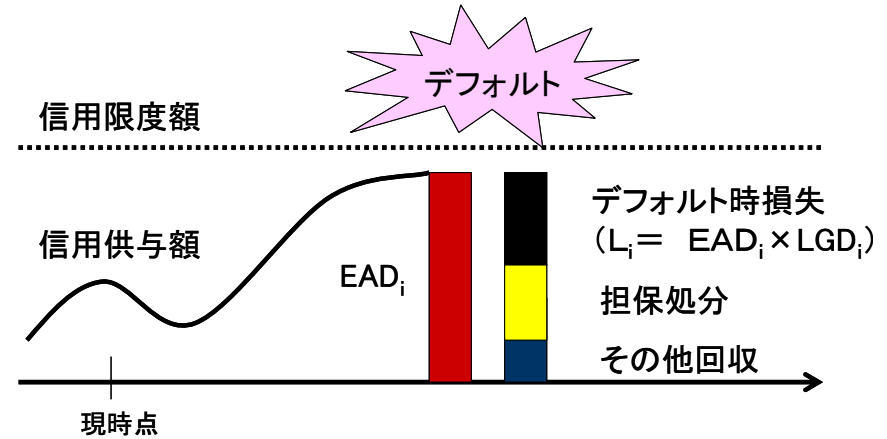 デフォルト
信用限度額
デフォルト時損失
(Lᵢ＝ EADᵢ×LGDᵢ)
信用供与額
EADᵢ
担保処分
その他回収
現時点